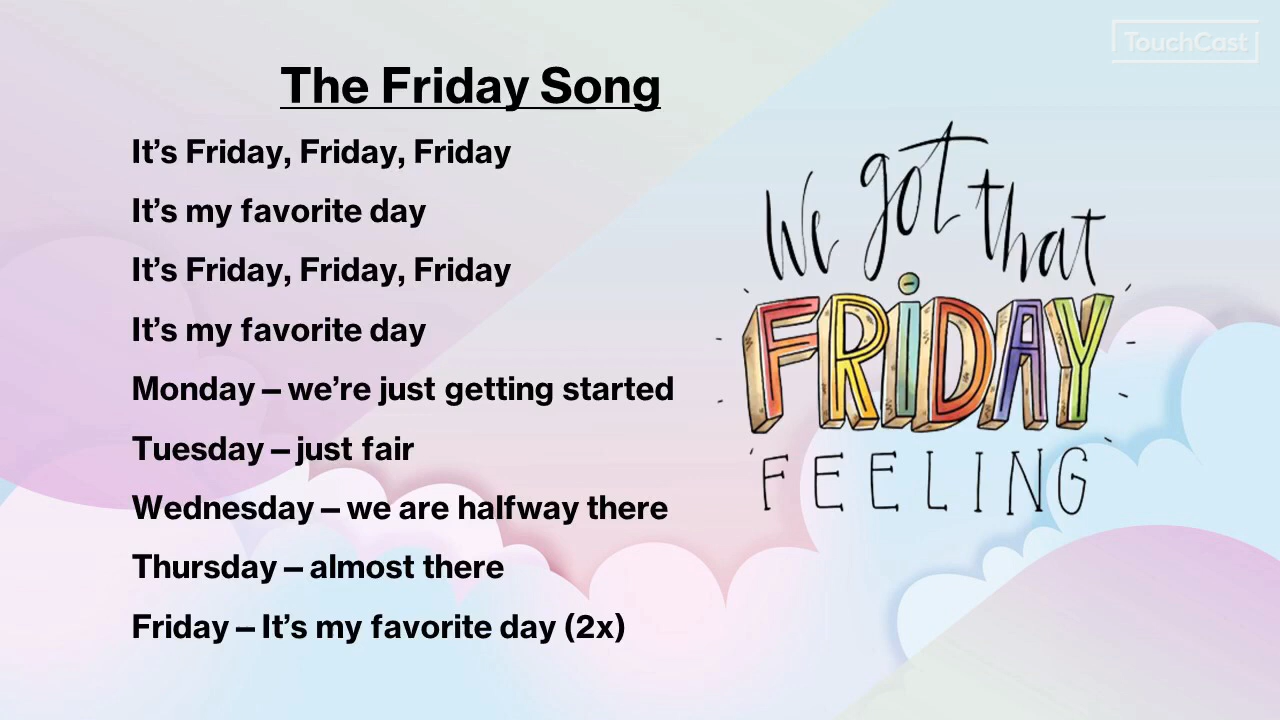 TouchCast
The Friday Song
It’s Friday, Friday, Friday
It’s my favorite day
It’s Friday, Friday, Friday
It’s my favorite day
Monday – we’re just getting started
Tuesday – just fair
Wednesday – we are halfway there
Thursday – almost there
Friday – It’s my favorite day (2x)
We got that
FRiDAY
FEELING